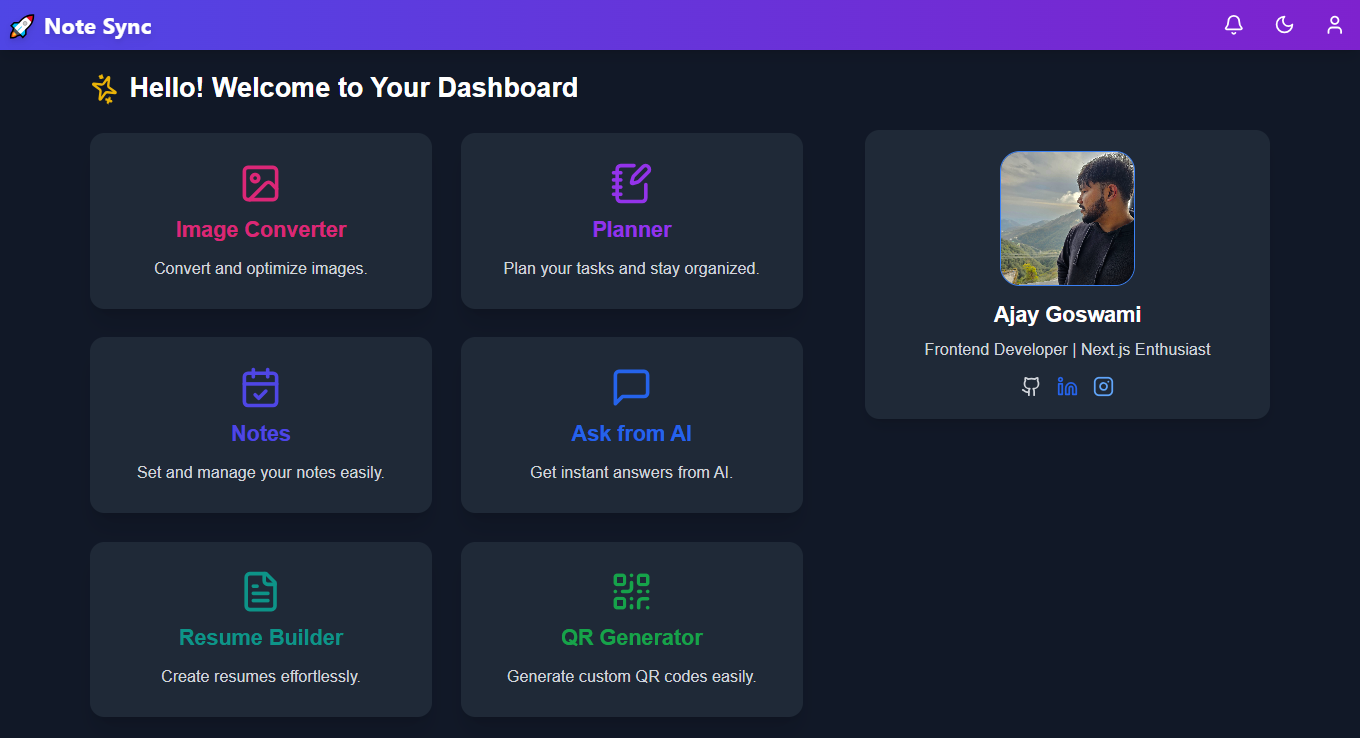 Note Sync
Hello! Welcome to Your Dashboard
Image Converter
Convert and optimize images.
Planner
Plan your tasks and stay organized.
Notes
Set and manage your notes easily.
Ask from AI
Get instant answers from AI.
Resume Builder
Create resumes effortlessly.
QR Generator
Generate custom QR codes easily.
Ajay Goswami
Frontend Developer | Next.js Enthusiast